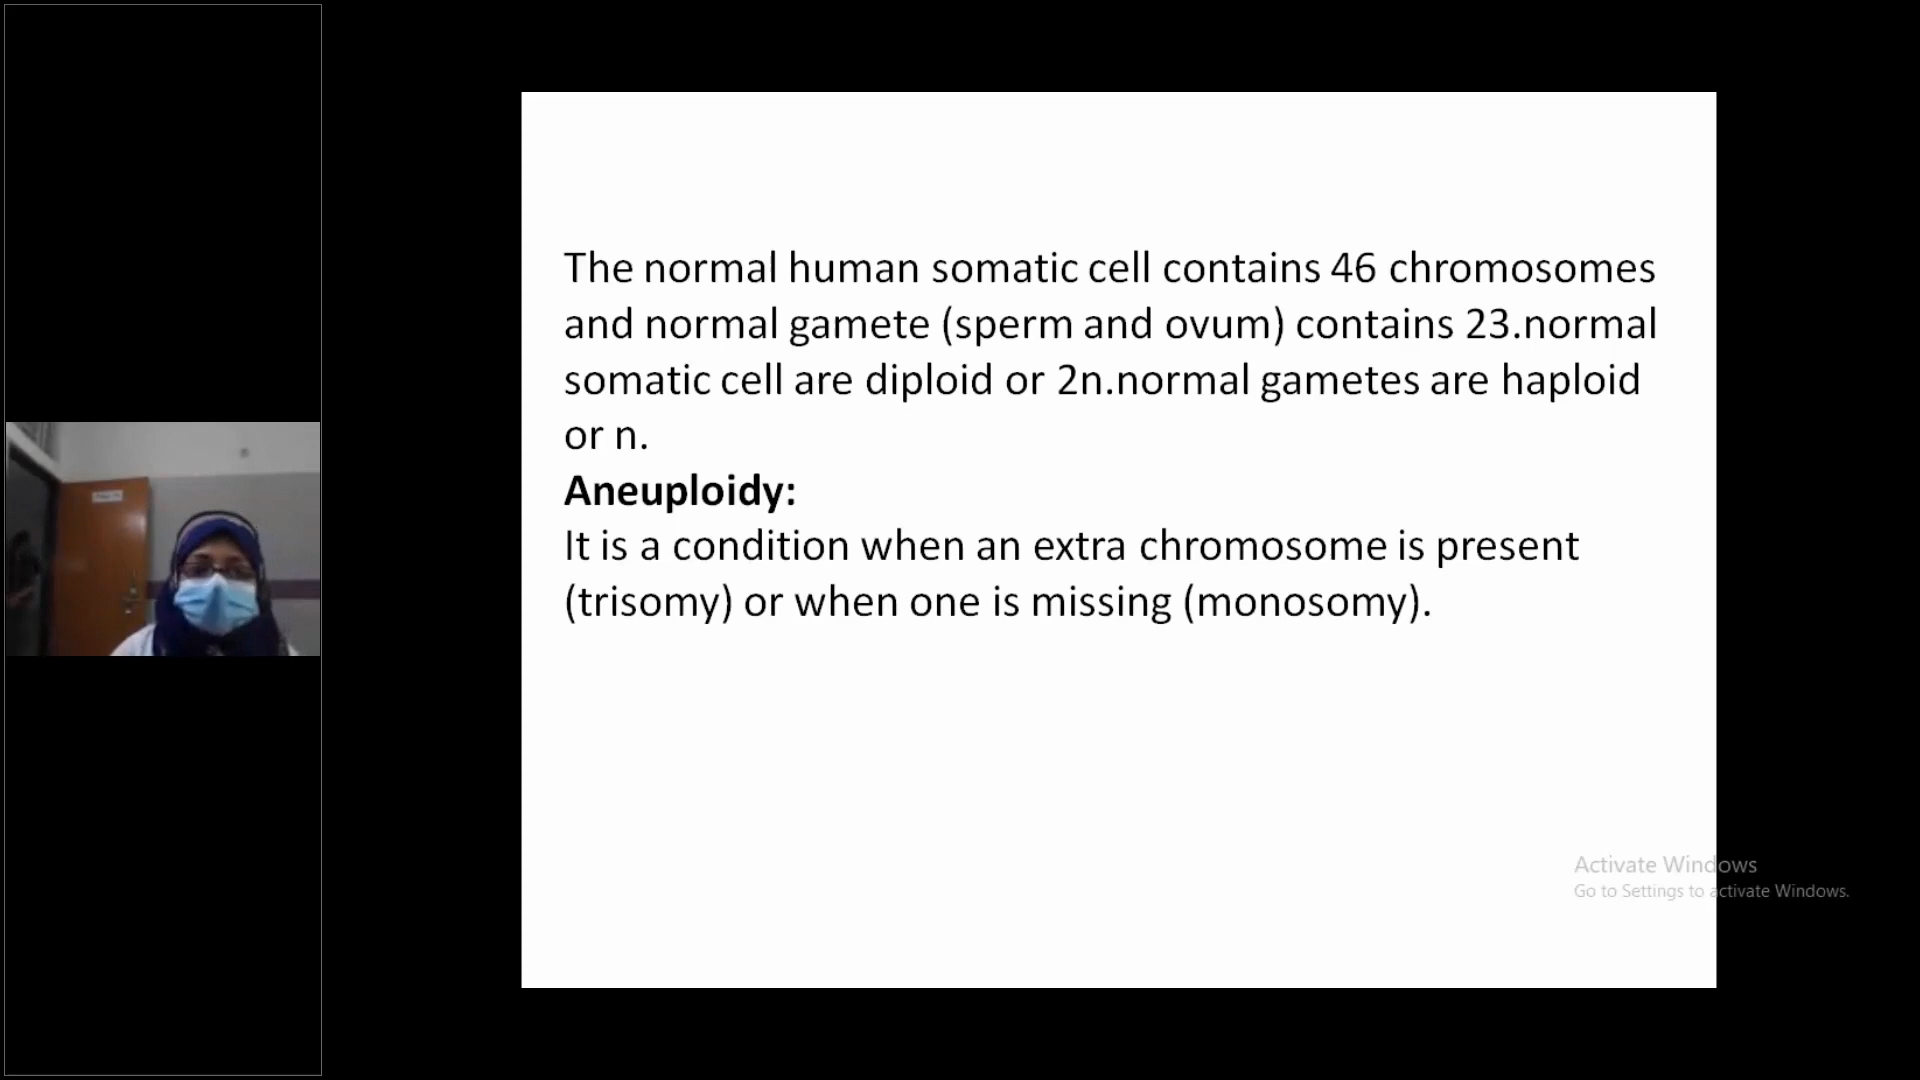 The normal human somatic cell contains 46 chromosomes
and normal gamete (sperm and ovum) contains 23.normal
somatic cell are diploid or 2n.normal gametes are haploid
or n.
Aneuploidy:
It is a condition when an extra chromosome is present
(trisomy) or when one is missing (monosomy).
Activate Windows
Go to Settings to activate Windows.